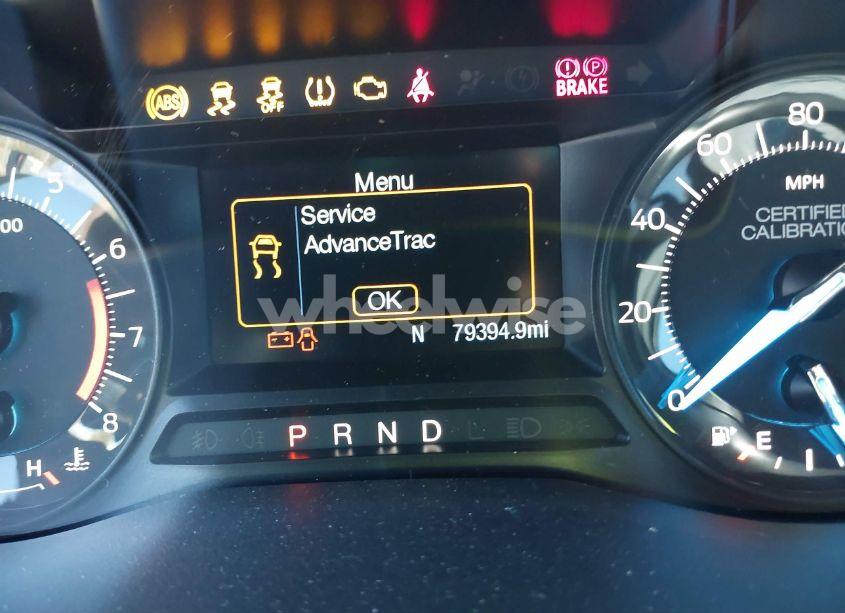 ABS
OFF
BRAKE
P
Menu
Service
AdvanceTrac
OK
wheelwise
N 79394.9mi
P R N D L
5
6
7
8
00
H
0
20
40
60
80
MPH
CERTIFIED
CALIBRATION
E